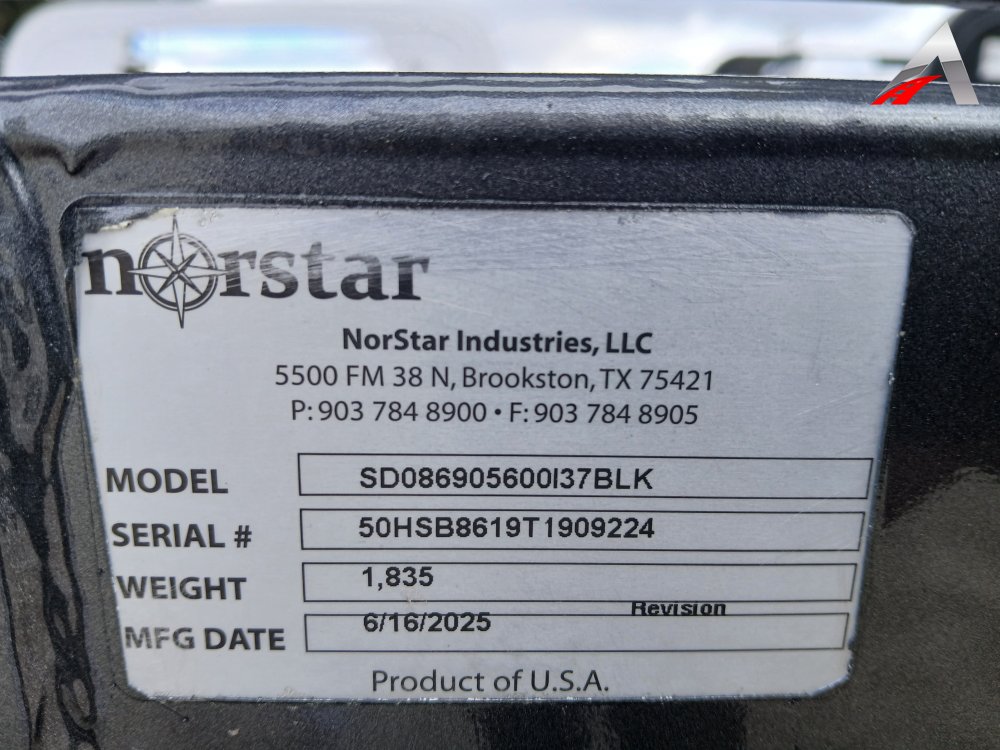 norstar
NorStar Industries, LLC
5500 FM 38 N, Brookston, TX 75421
P: 903 784 8900 • F: 903 784 8905
MODEL SD086905600I37BLK
SERIAL # 50HSB8619T1909224
WEIGHT 1,835
MFG DATE 6/16/2025 Revision
Product of U.S.A.